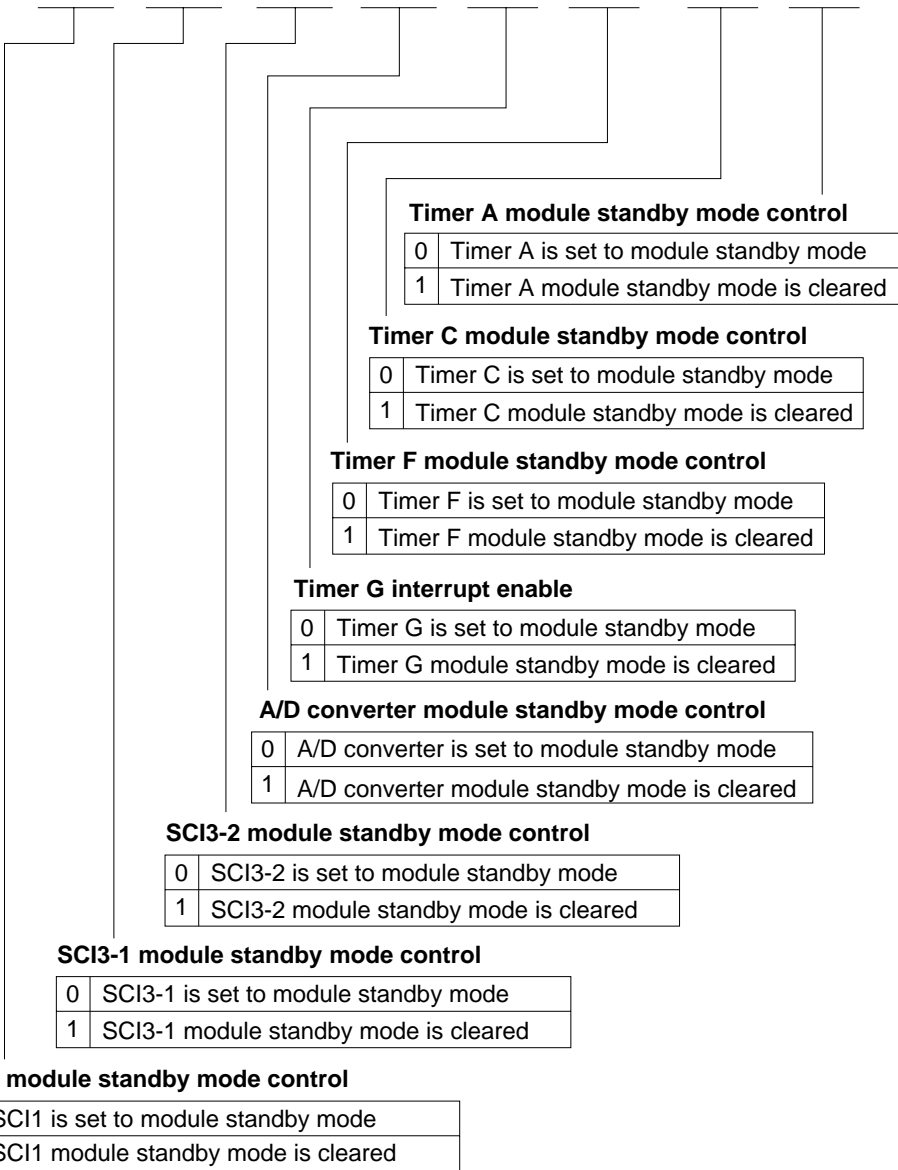 Timer A module standby mode control
0 Timer A is set to module standby mode
1 Timer A module standby mode is cleared
Timer C module standby mode control
0 Timer C is set to module standby mode
1 Timer C module standby mode is cleared
Timer F module standby mode control
0 Timer F is set to module standby mode
1 Timer F module standby mode is cleared
Timer G interrupt enable
0 Timer G is set to module standby mode
1 Timer G module standby mode is cleared
A/D converter module standby mode control
0 A/D converter is set to module standby mode
1 A/D converter module standby mode is cleared
SCI3-2 module standby mode control
0 SCI3-2 is set to module standby mode
1 SCI3-2 module standby mode is cleared
SCI3-1 module standby mode control
0 SCI3-1 is set to module standby mode
1 SCI3-1 module standby mode is cleared
module standby mode control
SCI1 is set to module standby mode
SCI1 module standby mode is cleared